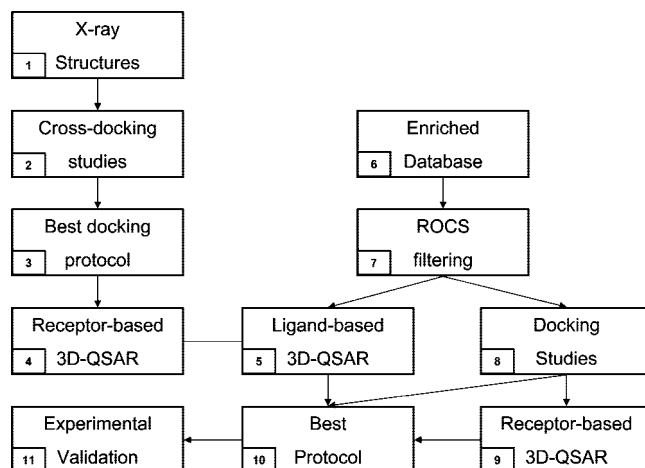 X-ray
1 Structures
Cross-docking
2 studies
Best docking
3 protocol
Receptor-based
4 3D-QSAR
Ligand-based
5 3D-QSAR
Enriched
6 Database
ROCS
7 filtering
Docking
8 Studies
Receptor-based
9 3D-QSAR
Best
10 Protocol
Experimental
11 Validation